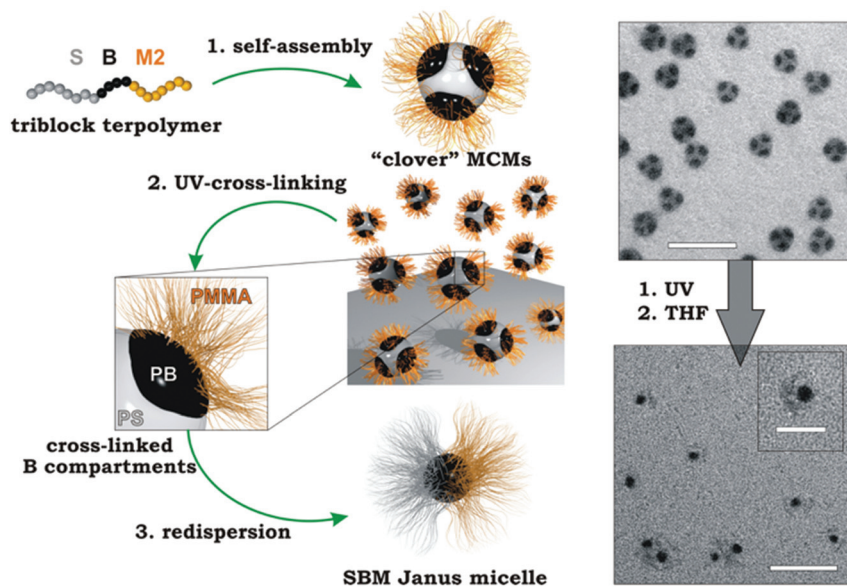 S B M2
triblock terpolymer
1. self-assembly
"clover" MCMs
2. UV-cross-linking
PMMA
PB
PS
cross-linked
B compartments
3. redispersion
SBM Janus micelle
1. UV
2. THF